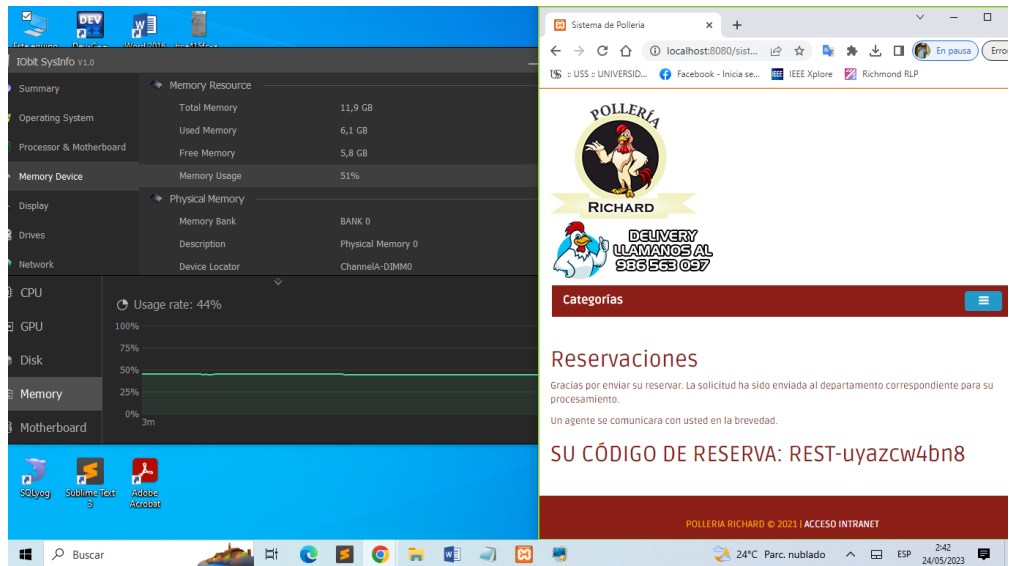 DEV
Word 2016
IObit SysInfo V1.0
Summary
Operating System
Processor & Motherboard
Memory Device
Display
Drives
Network
Memory Resource
Total Memory 11,9 GB
Used Memory 6,1 GB
Free Memory 5,8 GB
Memory Usage 51%
Physical Memory
Memory Bank BANK 0
Description Physical Memory 0
Device Locator ChannelA-DIMM0
CPU
GPU
Disk
Memory
Motherboard
Usage rate: 44%
100%
75%
50%
25%
0%
3m
SQLyog
Sublime Text 3
Adobe Acrobat
Buscar
Sistema de Polleria
localhost:8080/sist...
En pausa
Erro
:: USS :: UNIVERSID...
Facebook - Inicia se...
IEEE Xplore
Richmond RLP
POLLERÍA
RICHARD
DELIVERY
LLAMANOS AL
986 563 097
Categorías
Reservaciones
Gracias por enviar su reservar. La solicitud ha sido enviada al departamento correspondiente para su
procesamiento.
Un agente se comunicara con usted en la brevedad.
SU CÓDIGO DE RESERVA: REST-uyazcw4bn8
POLLERIA RICHARD © 2021 | ACCESO INTRANET
24°C Parc. nublado
ESP
2:42
24/05/2023